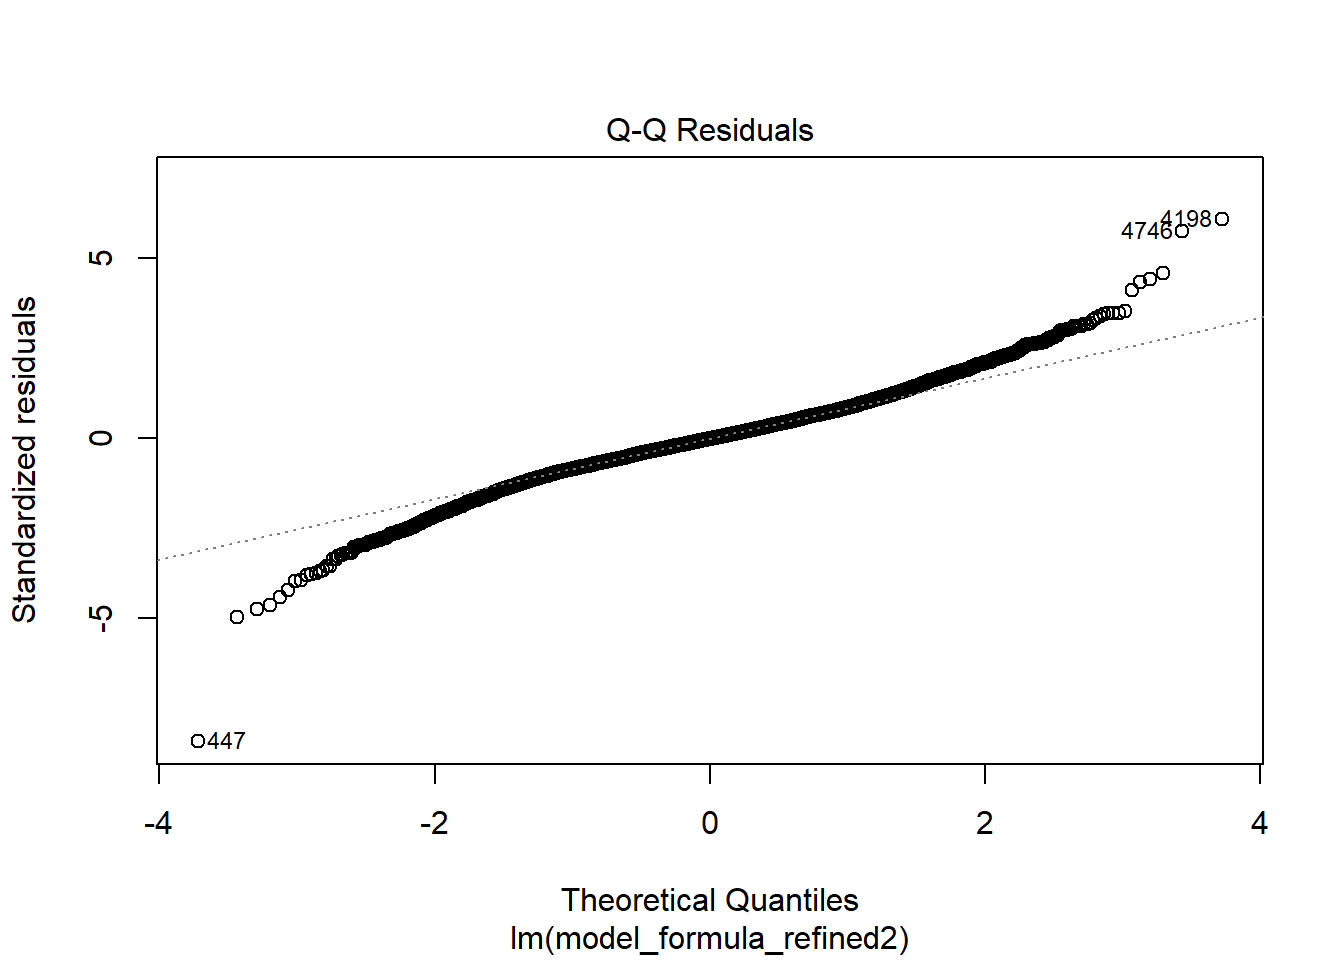 Q-Q Residuals
Standardized residuals
5
0
-5
4198
4746
447
-4 -2 0 2 4
Theoretical Quantiles
lm(model_formula_refined2)